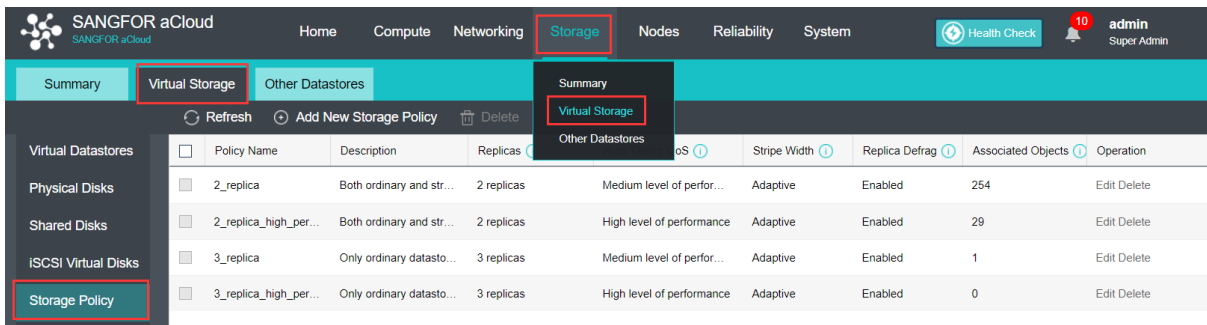 SANGFOR aCloud
SANGFOR aCloud
Home Compute Networking Storage Nodes Reliability System Health Check 10 admin
Super Admin
Summary Virtual Storage Other Datastores
Summary
Virtual Storage
Other Datastores
Refresh Add New Storage Policy Delete
Virtual Datastores
Physical Disks
Shared Disks
iSCSI Virtual Disks
Storage Policy
Policy Name Description Replicas oS Stripe Width Replica Defrag Associated Objects Operation
2_replica Both ordinary and str... 2 replicas Medium level of perfor... Adaptive Enabled 254 Edit Delete
2_replica_high_per... Both ordinary and str... 2 replicas High level of performance Adaptive Enabled 29 Edit Delete
3_replica Only ordinary datasto... 3 replicas Medium level of perfor... Adaptive Enabled 1 Edit Delete
3_replica_high_per... Only ordinary datasto... 3 replicas High level of performance Adaptive Enabled 0 Edit Delete